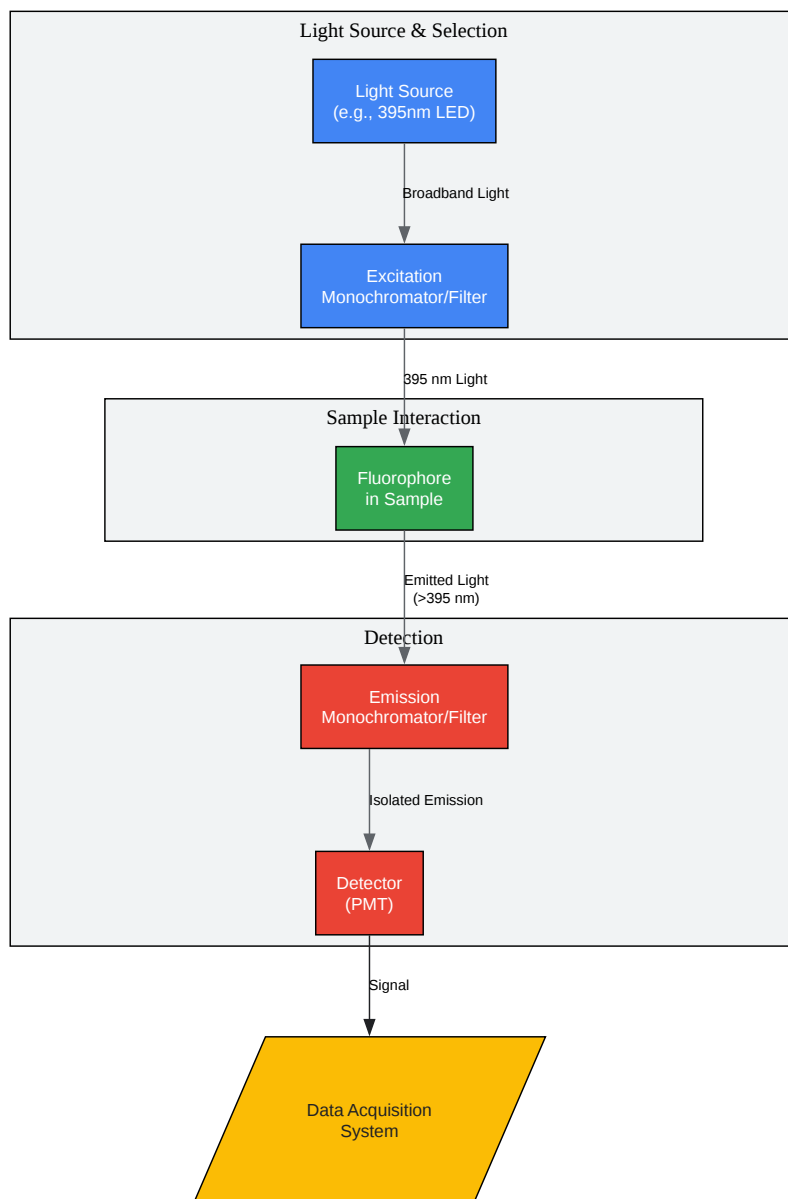 Light Source & Selection
Light Source
(e.g., 395nm LED)
Broadband Light
Excitation
Monochromator/Filter
395 nm Light
Sample Interaction
Fluorophore
in Sample
Emitted Light
(>395 nm)
Detection
Emission
Monochromator/Filter
Isolated Emission
Detector
(PMT)
Signal
Data Acquisition
System